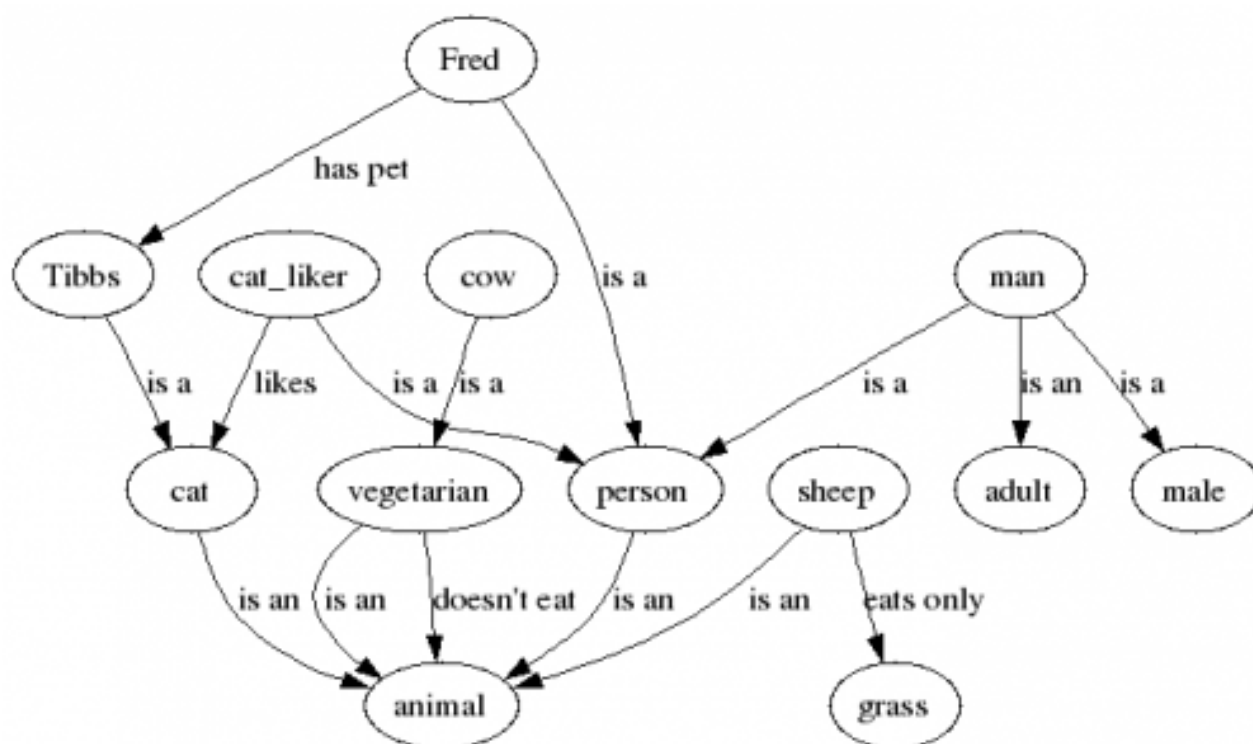 Fred
has pet
Tibbs
cat_liker
cow
is a
man
is a
likes
is a
is a
is a
is an
is a
cat
vegetarian
person
sheep
adult
male
is an
is an
doesn't eat
is an
is an
eats only
animal
grass